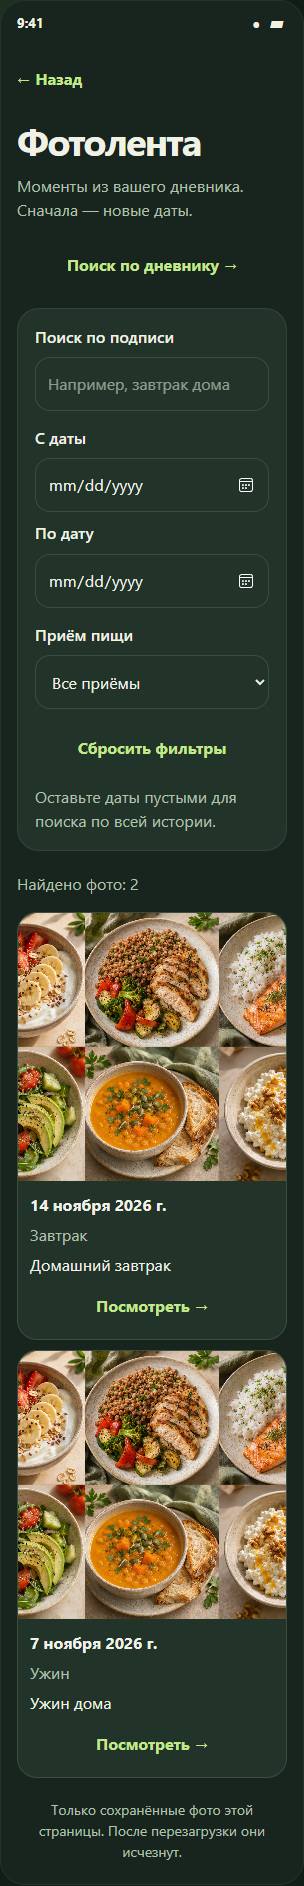 9:41
← Назад
Фотолента
Моменты из вашего дневника.
Сначала — новые даты.
Поиск по дневнику →
Поиск по подписи
Например, завтрак дома
С даты
mm/dd/yyyy
По дату
mm/dd/yyyy
Приём пищи
Все приёмы
Сбросить фильтры
Оставьте даты пустыми для
поиска по всей истории.
Найдено фото: 2
14 ноября 2026 г.
Завтрак
Домашний завтрак
Посмотреть →
7 ноября 2026 г.
Ужин
Ужин дома
Посмотреть →
Только сохранённые фото этой
страницы. После перезагрузки они
исчезнут.